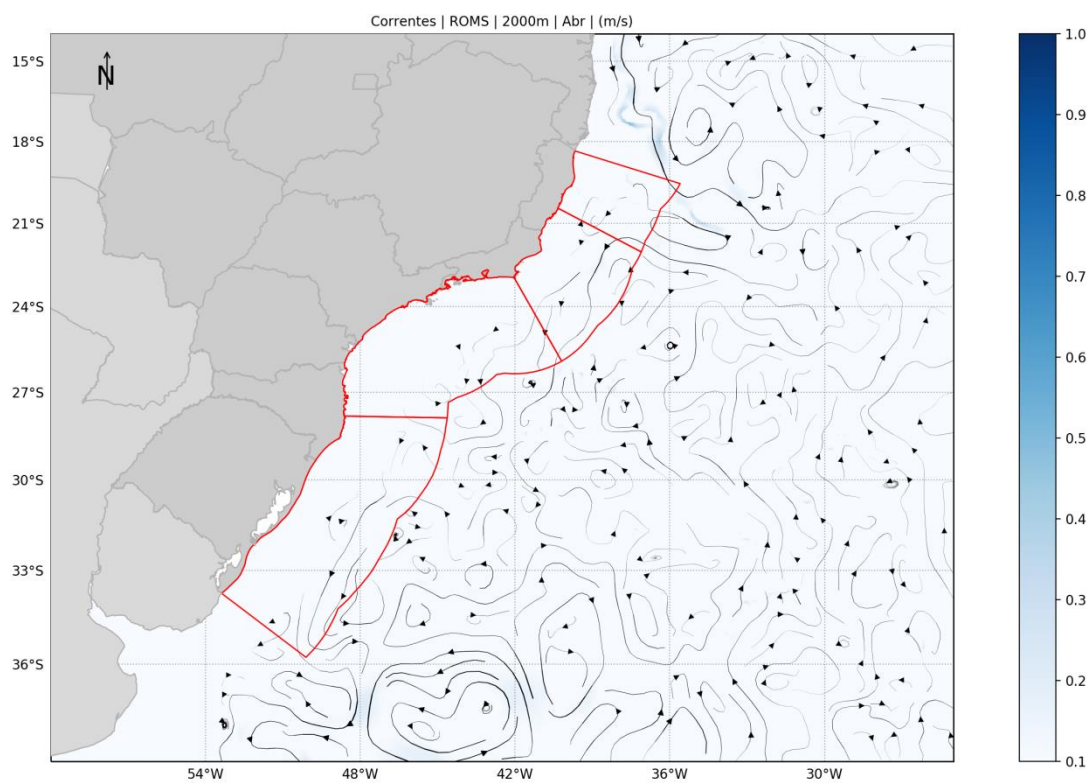 Correntes | ROMS | 2000m | Abr | (m/s)
N
15°S
18°S
21°S
24°S
27°S
30°S
33°S
36°S
54°W 48°W 42°W 36°W 30°W
1.0
0.9
0.8
0.7
0.6
0.5
0.4
0.3
0.2
0.1